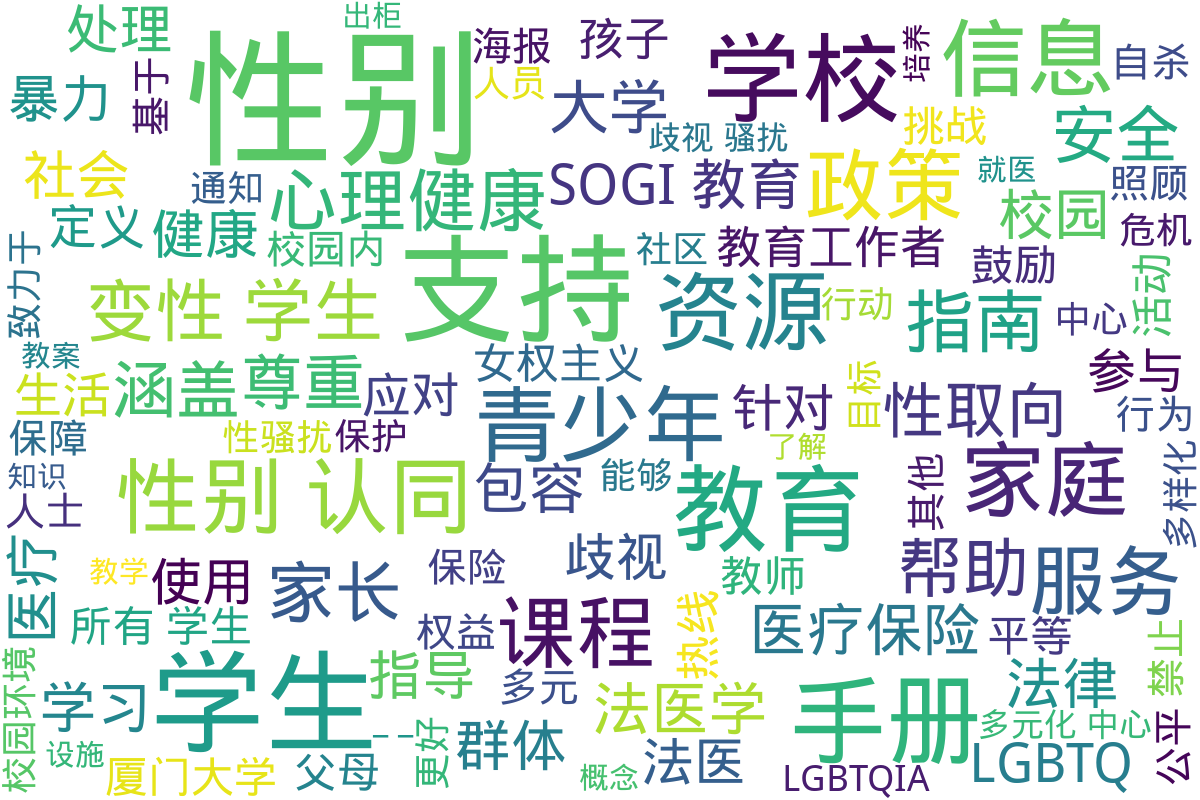 出柜
处理
性别
海报
孩子
学校
培养
信息
自杀
暴力
基于
人员
大学
歧视 骚扰
挑战
安全
社会
通知
心理健康
SOGI 教育
政策
就医
照顾
定义
健康
校园内
社区
教育工作者
校园
危机
鼓励
致力于
变性 学生
支持
资源
行动
指南
中心
活动
教案
女权主义
参与
生活
涵盖
尊重
应对
青少年
针对
目标
性取向
行为
保障
性骚扰
保护
了解
知识
性别 认同
包容
能够
教育
其他
家庭
多样化
人士
医疗
教学
使用
家长
保险
歧视
教师
帮助
服务
所有 学生
权益
课程
热线
医疗保险
平等
禁止
校园环境
学习
学生
指导
多元
法医学
手册
法律
多元化 中心
公平
设施
厦门大学
父母
--
更好
群体
概念
法医
LGBTQIA
LGBTQ